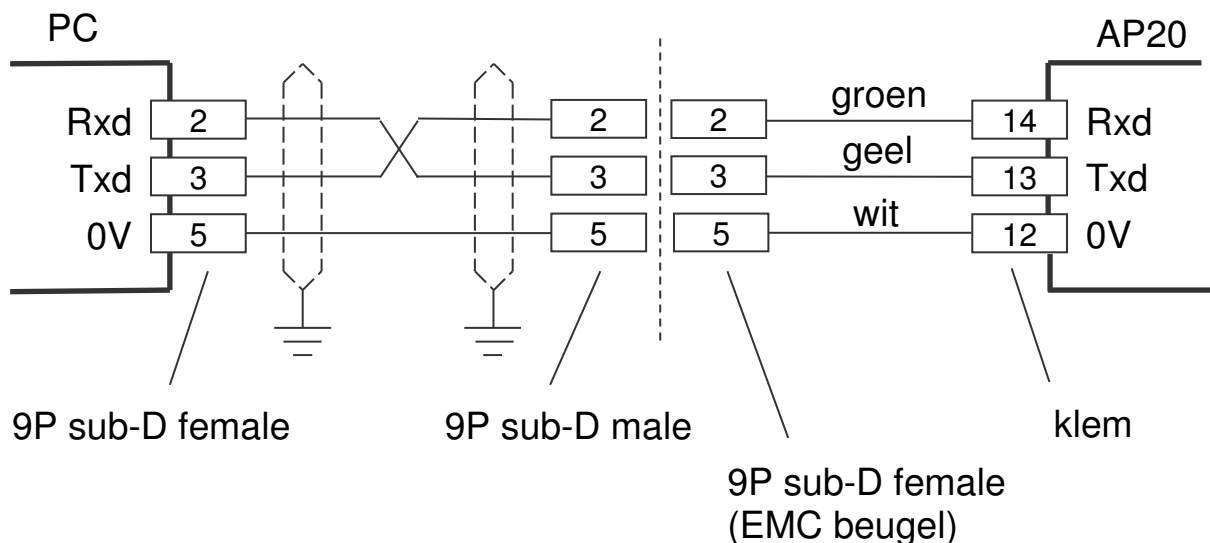 PC AP20
Rxd 2 2 2 groen 14 Rxd
Txd 3 3 3 geel 13 Txd
0V 5 5 5 wit 12 0V
9P sub-D female 9P sub-D male klem
9P sub-D female
(EMC beugel)